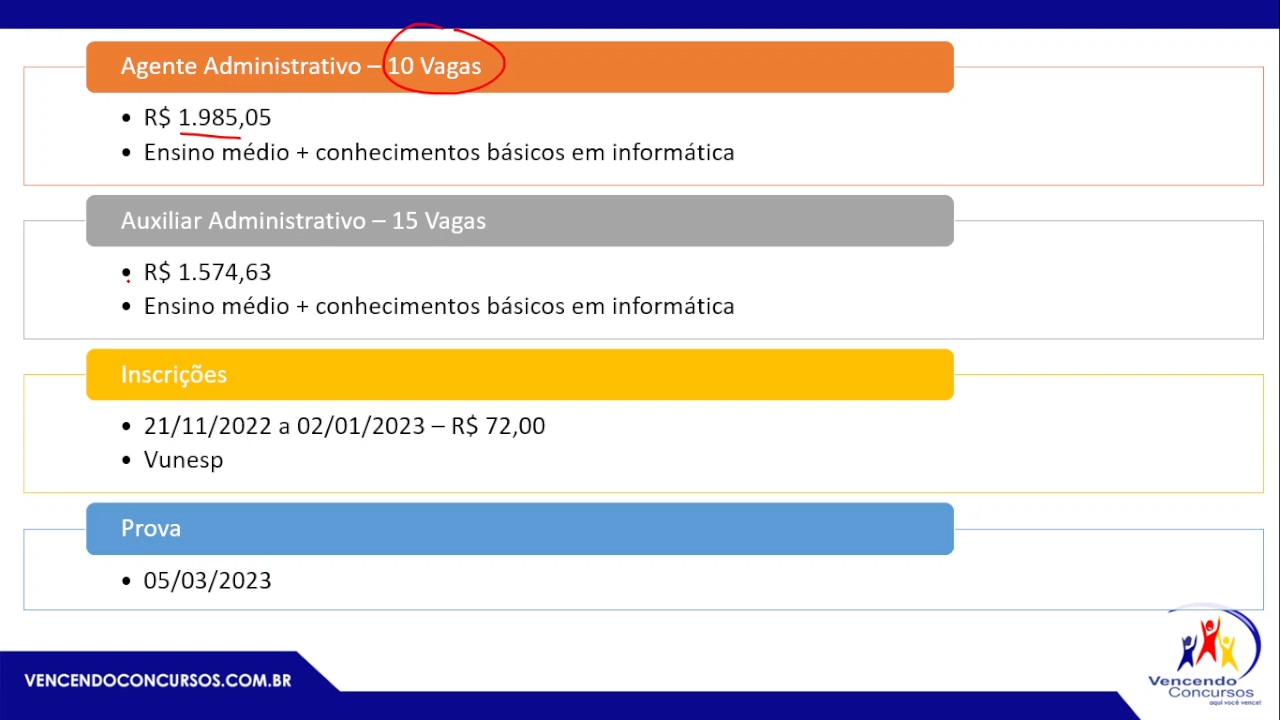 Agente Administrativo – 10 Vagas
• R$ 1.985,05
• Ensino médio + conhecimentos básicos em informática
Auxiliar Administrativo – 15 Vagas
• R$ 1.574,63
• Ensino médio + conhecimentos básicos em informática
Inscrições
• 21/11/2022 a 02/01/2023 – R$ 72,00
• Vunesp
Prova
• 05/03/2023
VENCENDOCONCURSOS.COM.BR
Vencendo
Concursos
aqui você vence!